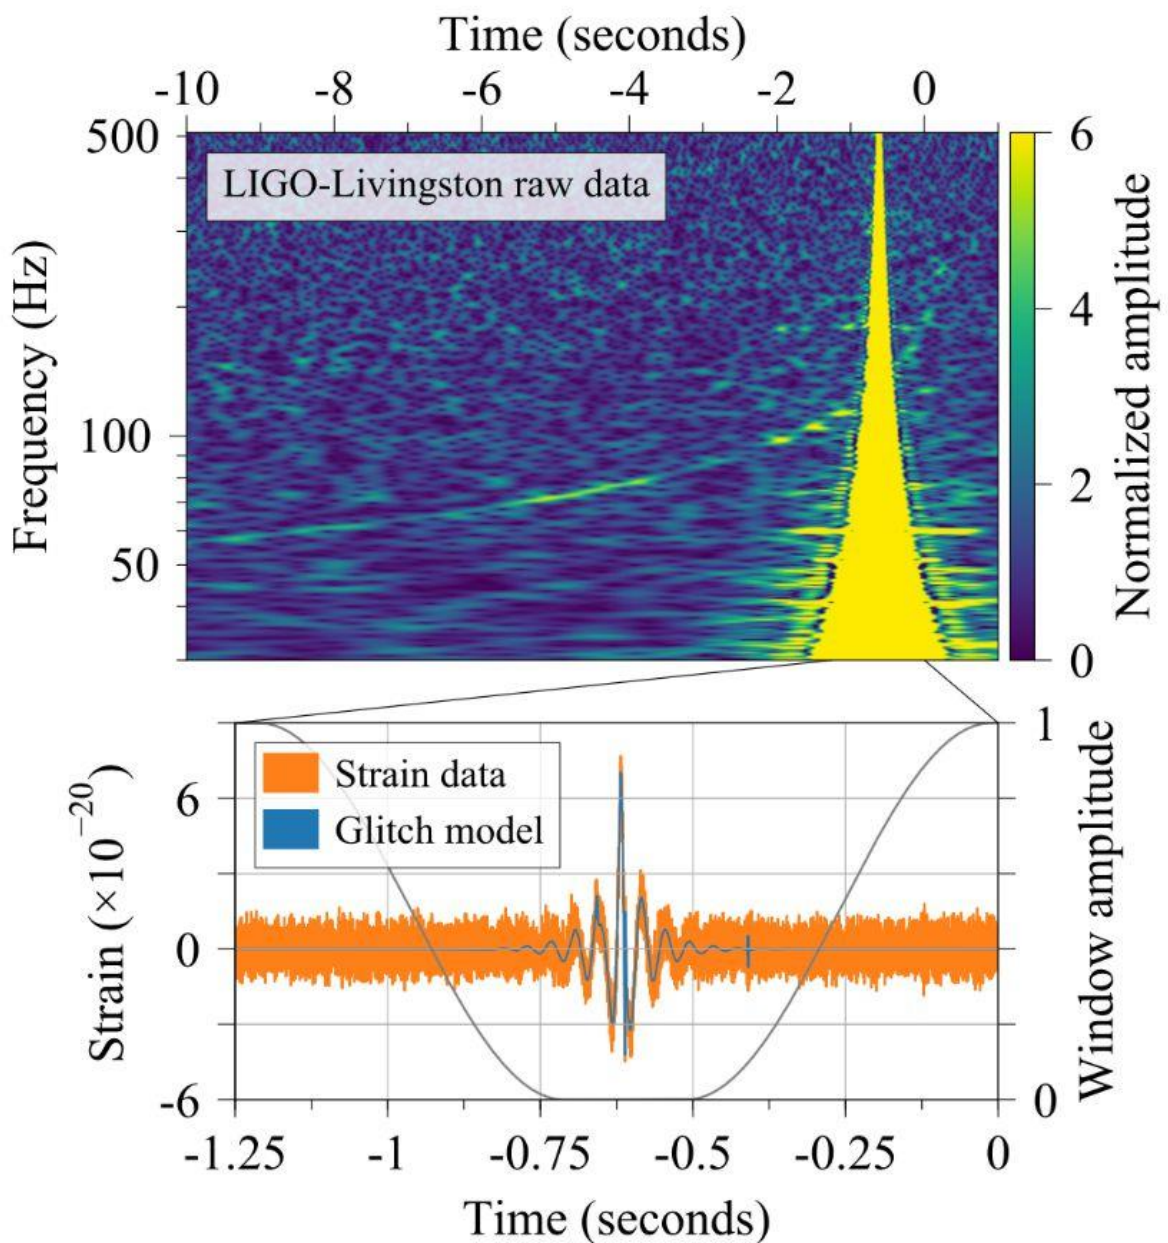 Time (seconds)
-10 -8 -6 -4 -2 0
500
100
50
Frequency (Hz)
LIGO-Livingston raw data
6
4
2
0
Normalized amplitude
Strain data
Glitch model
6
0
-6
Strain (×10⁻²⁰)
1
0
Window amplitude
-1.25 -1 -0.75 -0.5 -0.25 0
Time (seconds)